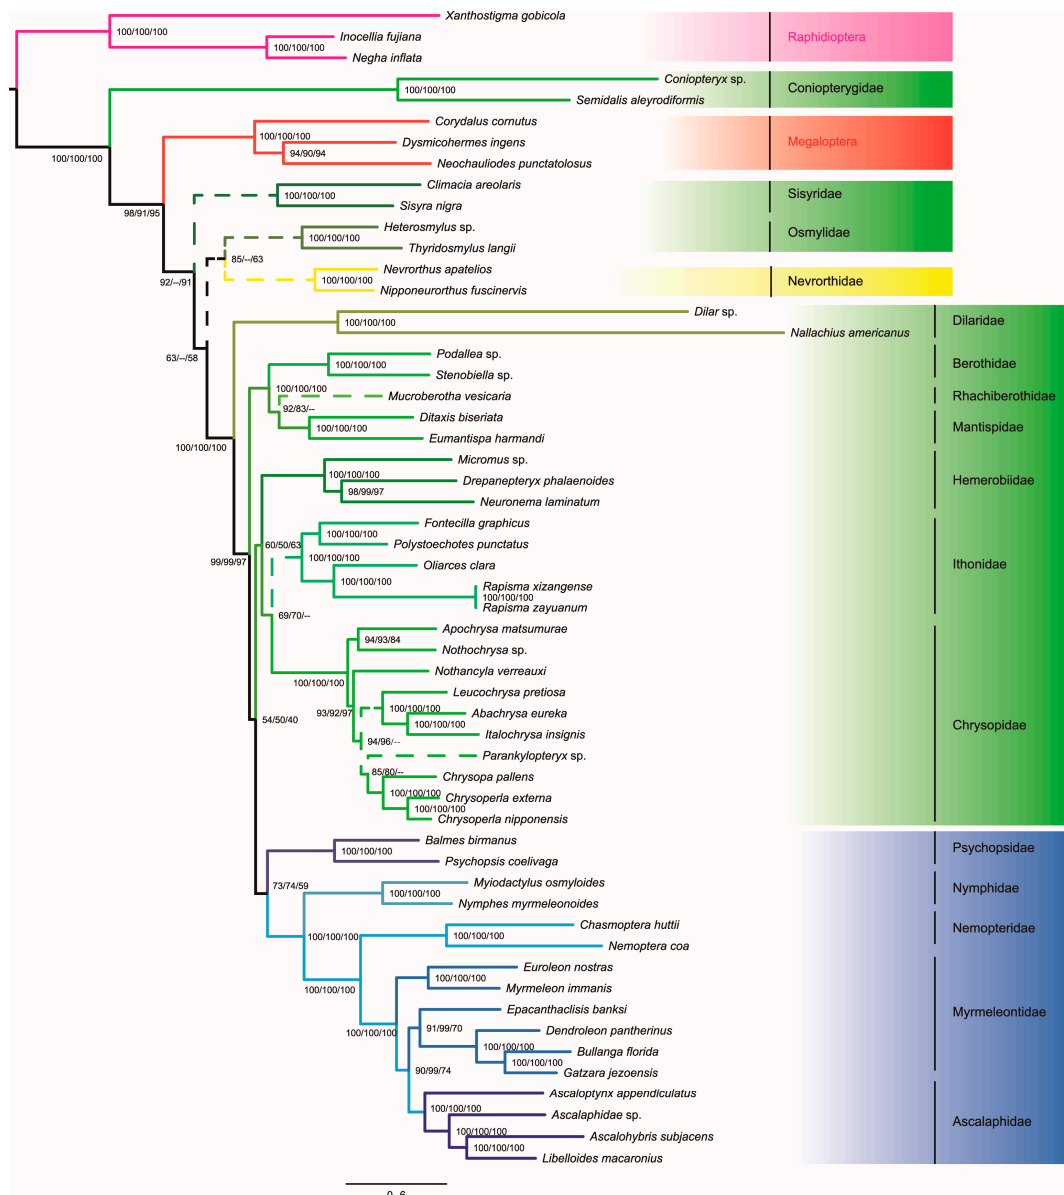 Xanthostigma gobicola
100/100/100
Inocellia fujiana
Raphidioptera
100/100/100
Negha inflata
Coniopteryx sp.
100/100/100
Coniopterygidae
Semidalis aleyrodiformis
Corydalus cornutus
100/100/100
Dysmicohermes ingens
Megaloptera
100/100/100
94/90/94
Neochauliodes punctatolosus
Climacia areolaris
100/100/100
Sisyridae
Sisyra nigra
98/91/95
Heterosmylus sp.
100/100/100
Osmylidae
Thyridosmylus langii
85/--/63
Nevrorthus apatelios
92/--/91
100/100/100
Nevrorthidae
Nipponeurorthus fuscinervis
Dilar sp.
100/100/100
Dilaridae
Nallachius americanus
Podallea sp.
63/--/58
100/100/100
Berothidae
Stenobiella sp.
100/100/100
Mucroberotha vesicaria
Rhachiberothidae
92/83/--
Ditaxis biseriata
100/100/100
Mantispidae
Eumantispa harmandi
100/100/100
Micromus sp.
100/100/100
Drepanepteryx phalaenoides
Hemerobiidae
98/99/97
Neuronema laminatum
Fontecilla graphicus
100/100/100
60/50/63
Polystoechotes punctatus
100/100/100
99/99/97
Oliarces clara
Ithonidae
100/100/100
Rapisma xizangense
100/100/100
Rapisma zayuanum
69/70/--
Apochrysa matsumurae
94/93/84
Nothochrysa sp.
Nothancyla verreauxi
100/100/100
Leucochrysa pretiosa
100/100/100
93/92/97
Abachrysa eureka
54/50/40
100/100/100
Chrysopidae
Italochrysa insignis
94/96/--
Parankylopteryx sp.
85/80/--
Chrysopa pallens
100/100/100
Chrysoperla externa
100/100/100
Chrysoperla nipponensis
Balmes birmanus
100/100/100
Psychopsidae
Psychopsis coelivaga
73/74/59
Myiodactylus osmyloides
100/100/100
Nymphidae
Nymphes myrmeleonoides
Chasmoptera huttii
100/100/100
100/100/100
Nemopteridae
Nemoptera coa
Euroleon nostras
100/100/100
100/100/100
Myrmeleon immanis
Epacanthaclisis banksi
Myrmeleontidae
91/99/70
100/100/100
Dendroleon pantherinus
100/100/100
Bullanga florida
100/100/100
90/99/74
Gatzara jezoensis
Ascaloptynx appendiculatus
100/100/100
Ascalaphidae sp.
Ascalaphidae
100/100/100
Ascalohybris subjacens
100/100/100
Libelloides macaronius